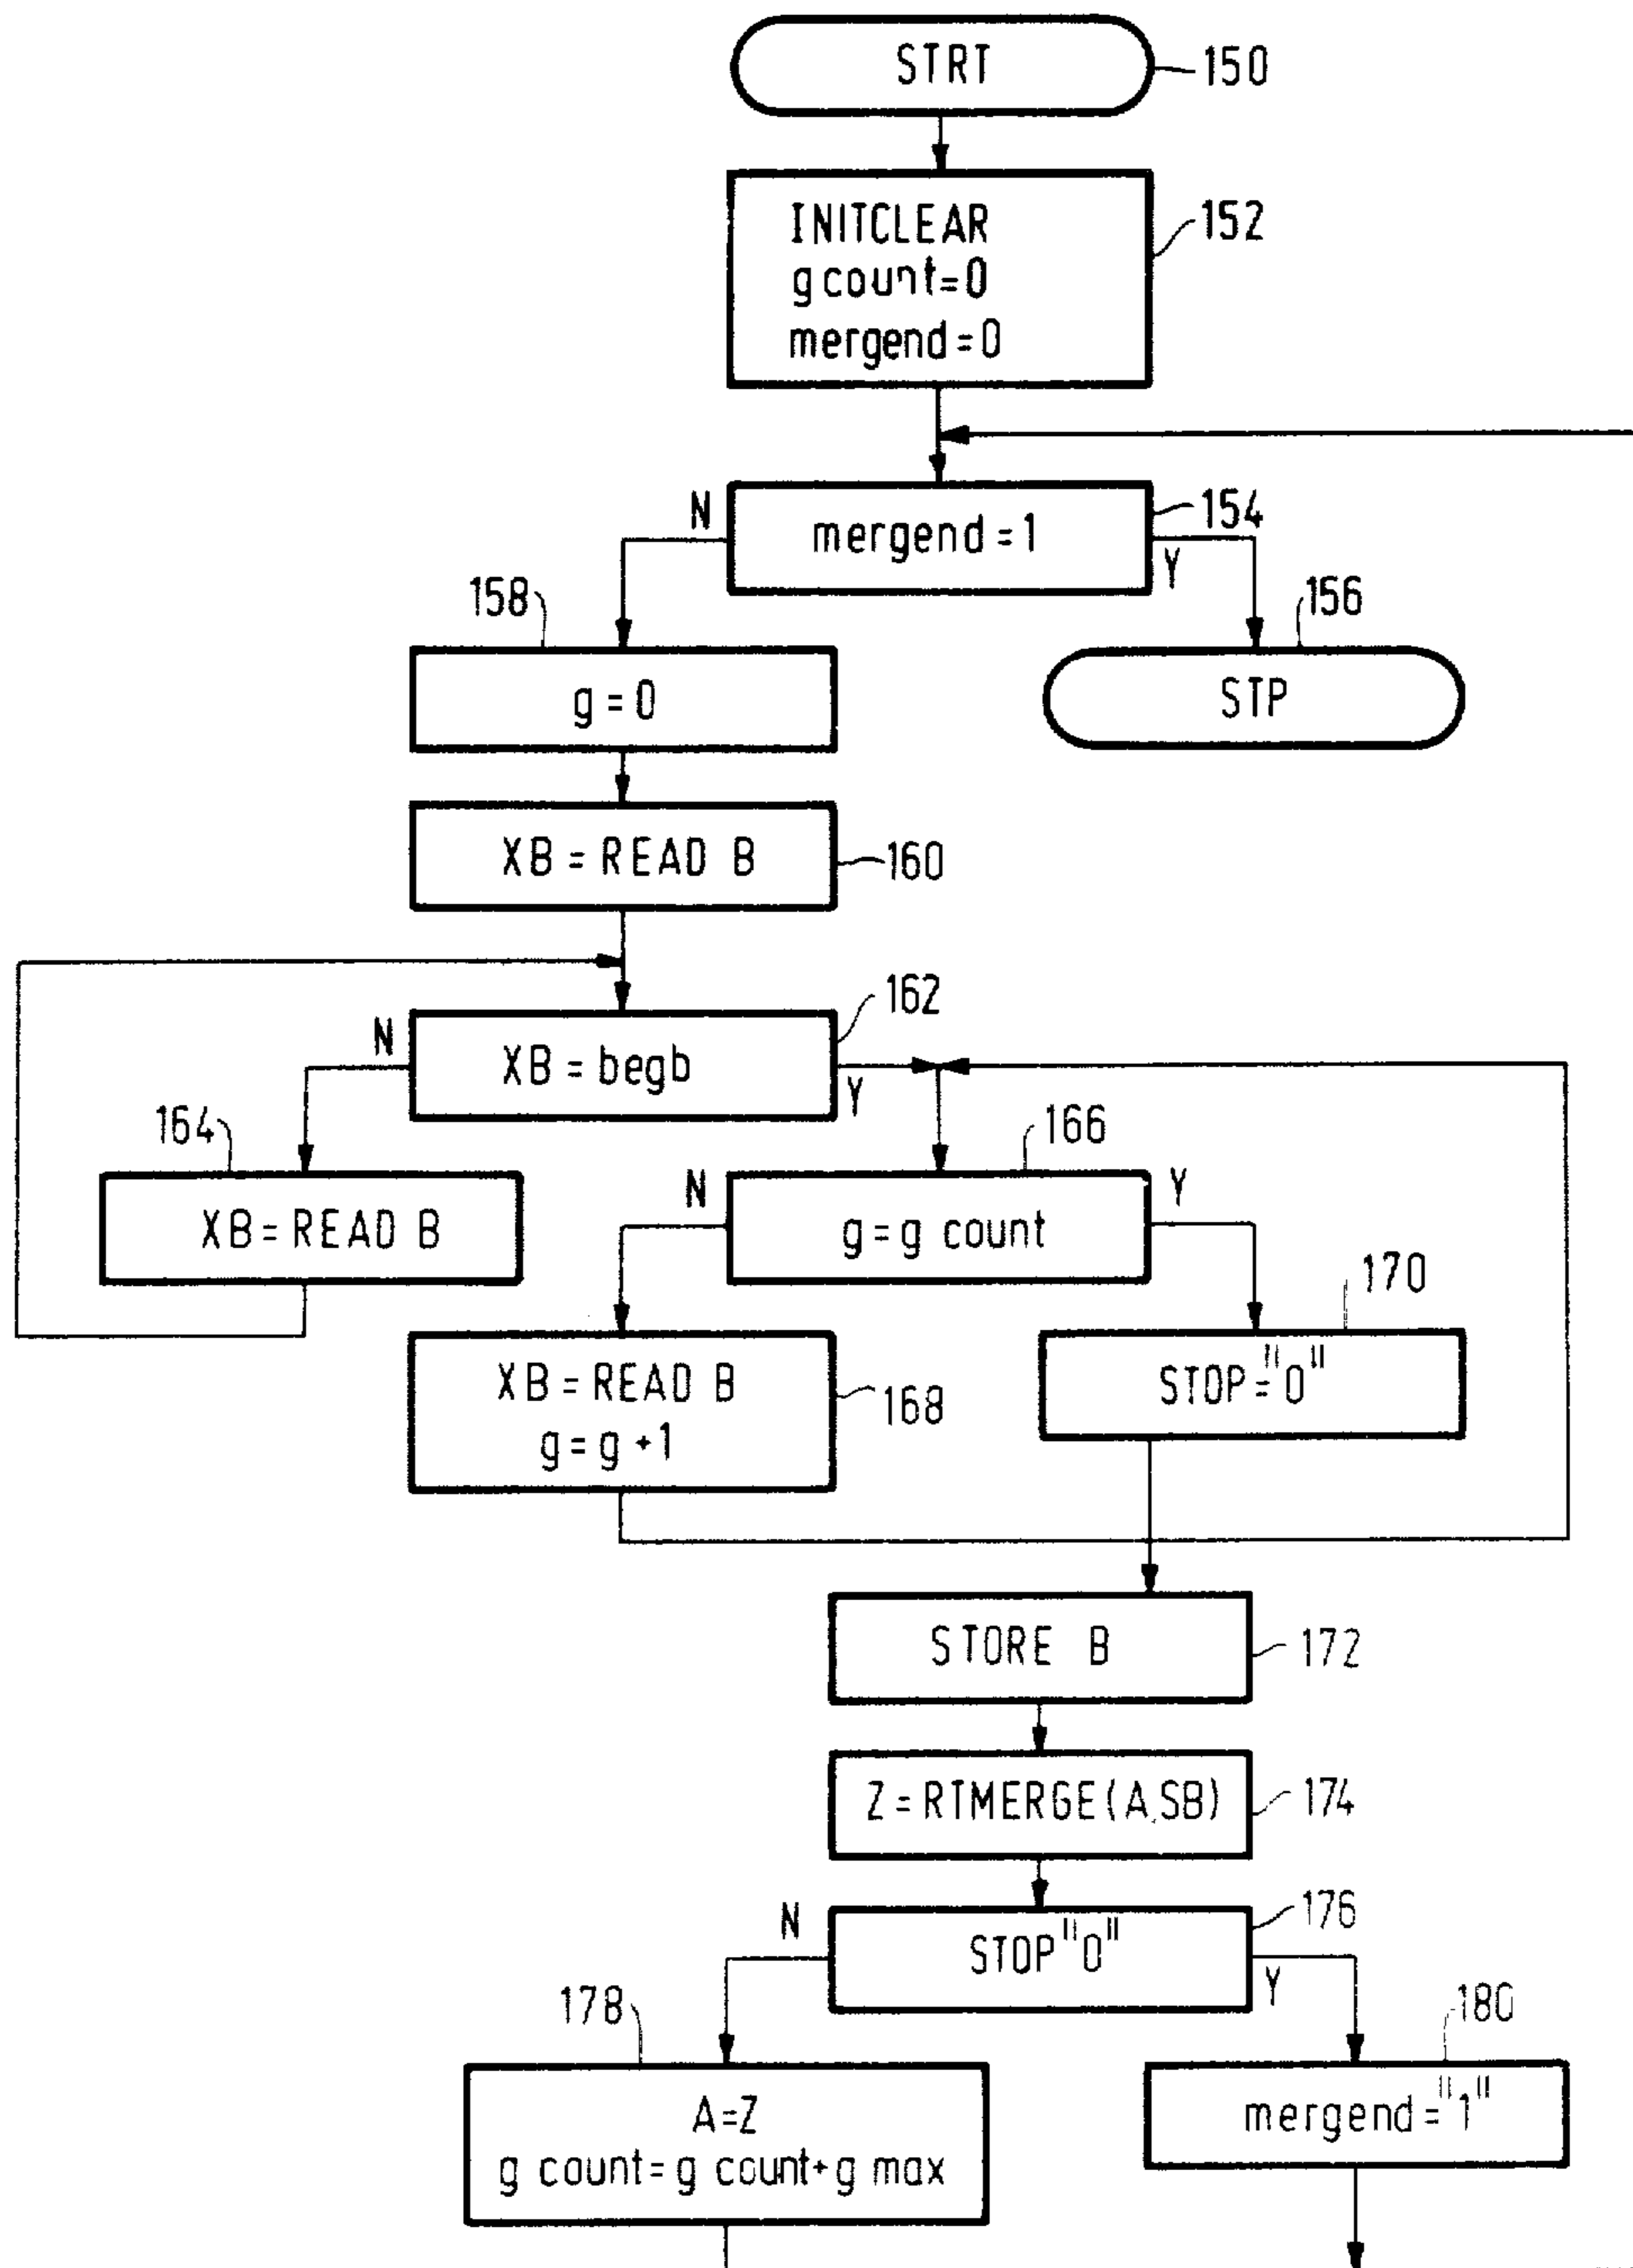 STRT
150
INITCLEAR
g count=0
mergend=0
152
N
mergend=1
Y
154
158
g=0
156
STP
XB=READ B
160
162
N
XB=begb
Y
164
XB=READ B
166
N
g=g count
Y
170
XB=READ B
g=g+1
168
STOP="0"
STORE B
172
Z=RTMERGE(A,SB)
174
N
STOP"0"
Y
176
178
A=Z
g count=g count+g max
180
mergend="1"